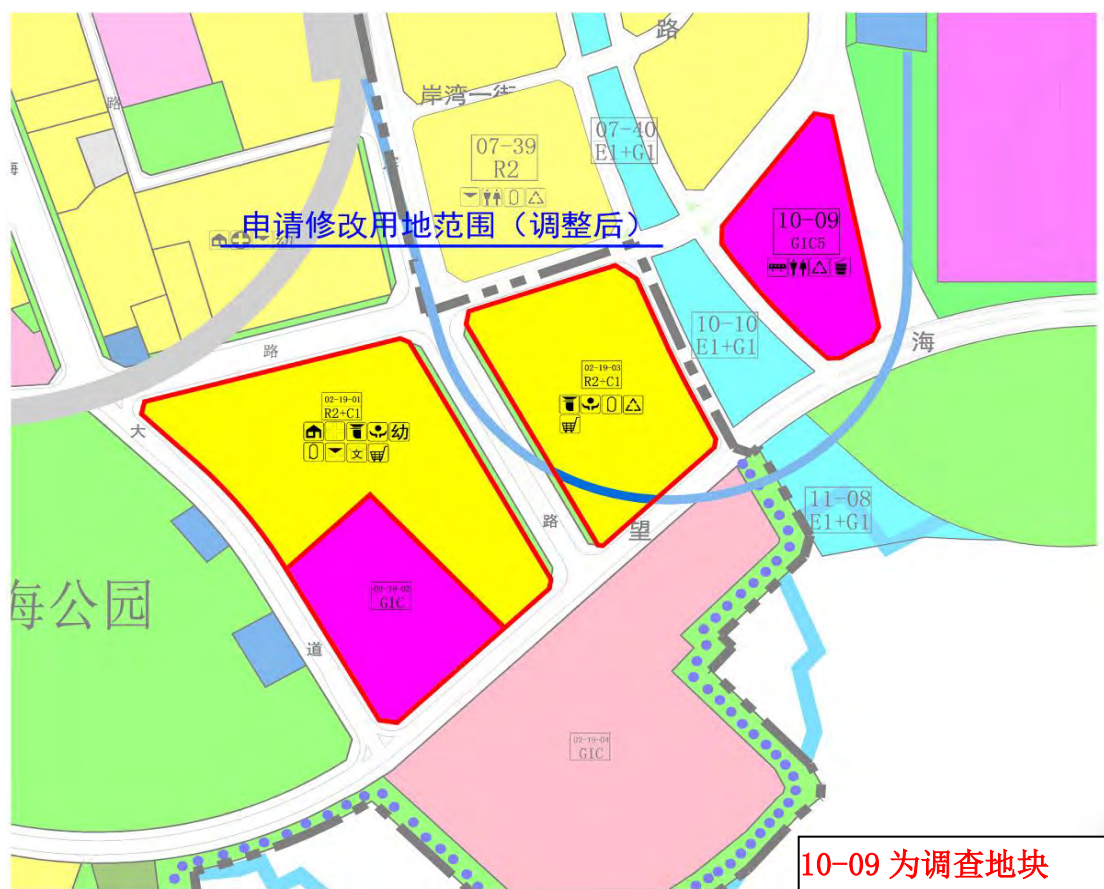 路
岸湾一街
路
07-40
E1+G1
07-39
R2
海
申请修改用地范围（调整后）
幼
10-09
GIC5
10-10
E1+G1
海
路
02-19-03
R2+C1
02-19-01
R2+C1
幼
文
大
11-08
E1+G1
路
望
海公园
02-19-02
GIC
道
02-19-04
GIC
10-09 为调查地块